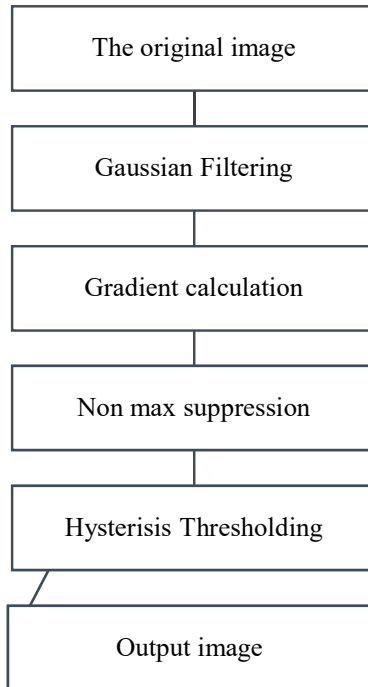 The original image
Gaussian Filtering
Gradient calculation
Non max suppression
Hysterisis Thresholding
Output image